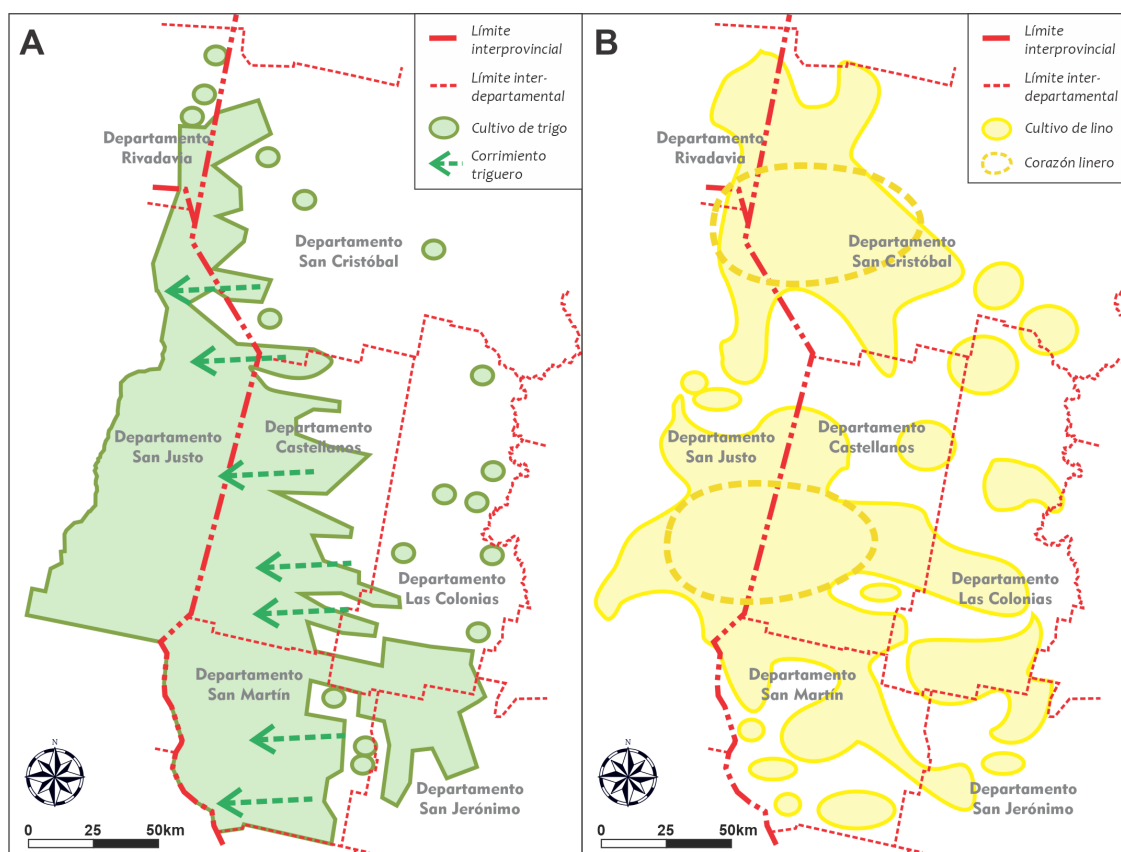 A
Límite
interprovincial
Límite inter-
departamental
Cultivo de trigo
Corrimiento
triguero
Departamento
Rivadavia
Departamento
San Cristóbal
Departamento
San Justo
Departamento
Castellanos
Departamento
Las Colonias
Departamento
San Martín
Departamento
San Jerónimo
N
0 25 50km
B
Límite
interprovincial
Límite inter-
departamental
Cultivo de lino
Corazón linero
Departamento
Rivadavia
Departamento
San Cristóbal
Departamento
San Justo
Departamento
Castellanos
Departamento
Las Colonias
Departamento
San Martín
Departamento
San Jerónimo
N
0 25 50km